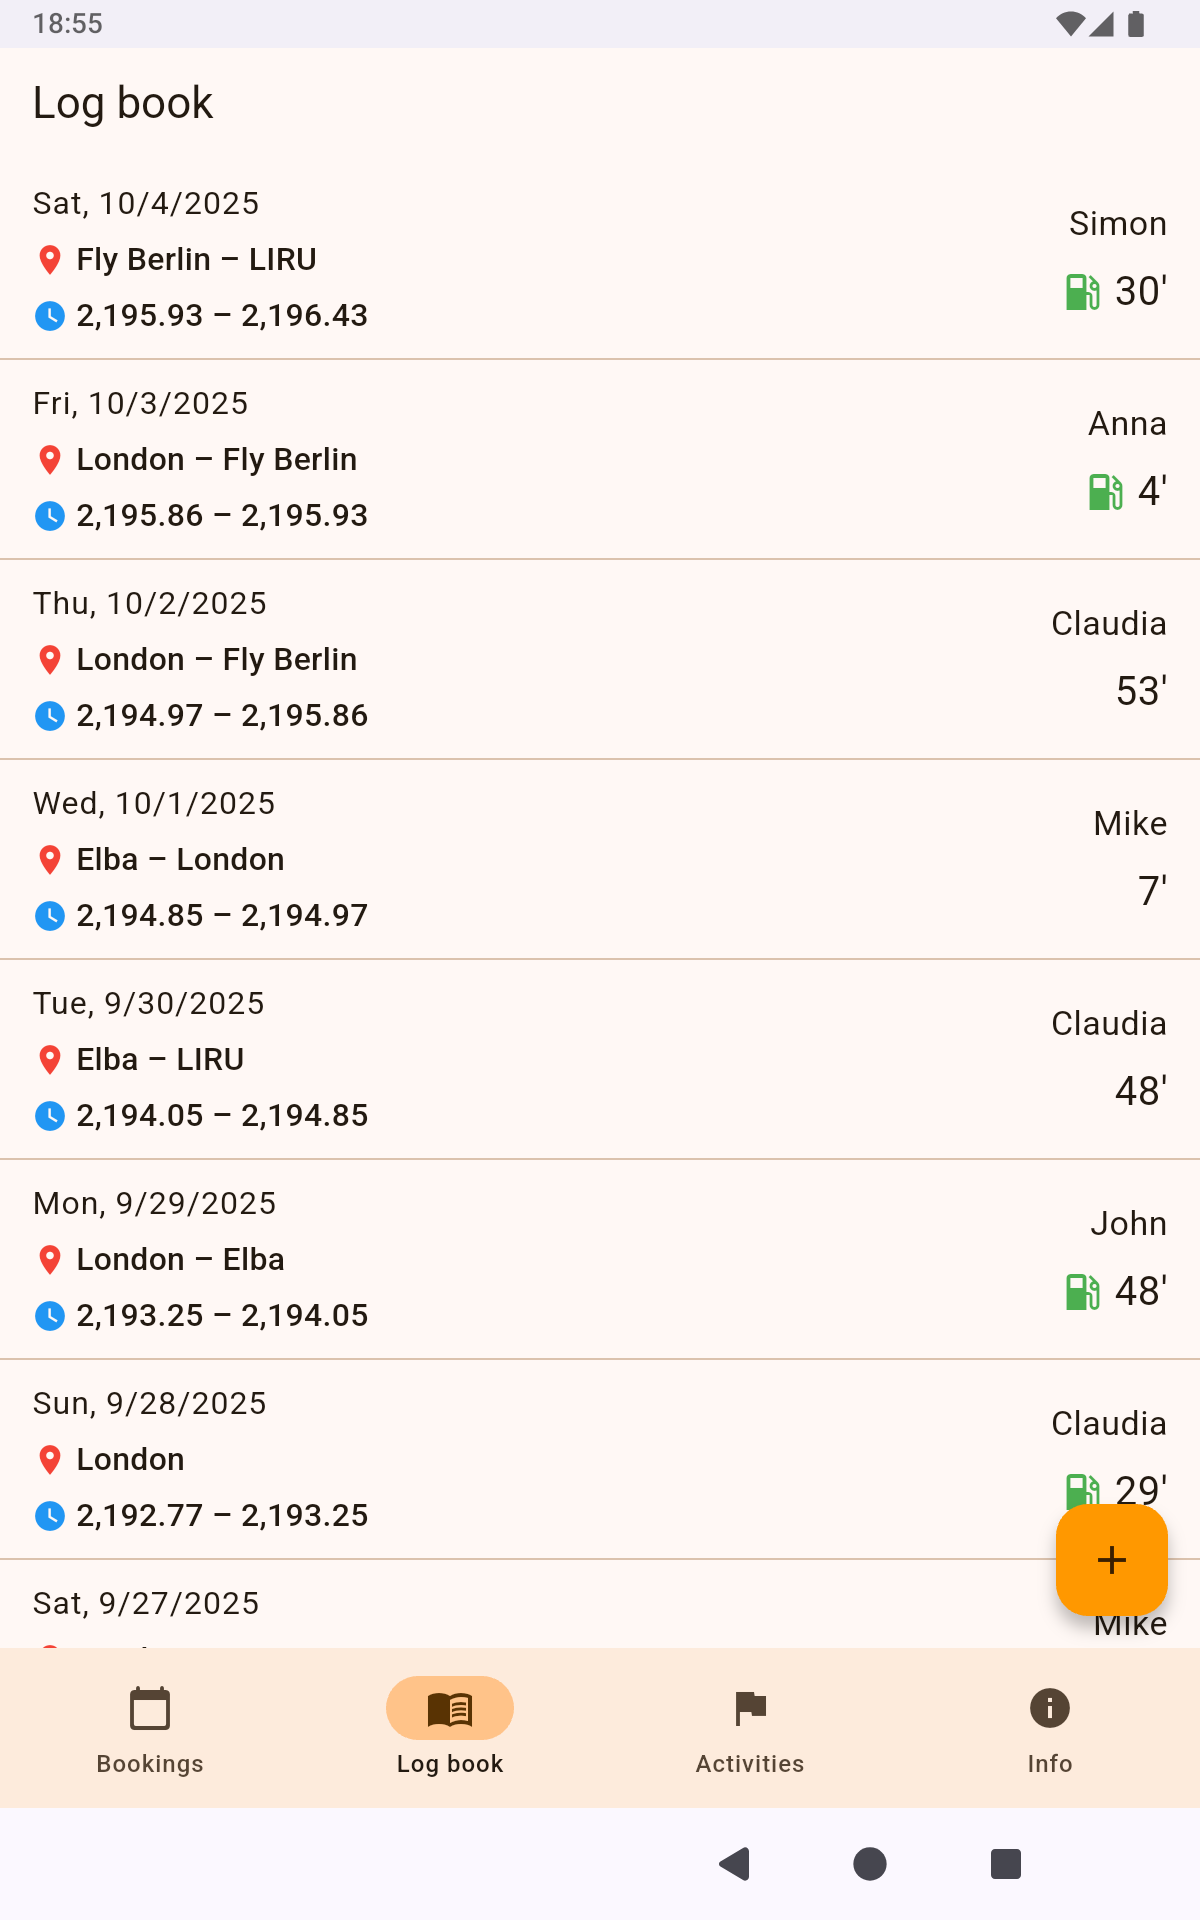 18:55
Log book
Sat, 10/4/2025
Simon
Fly Berlin – LIRU
30'
2,195.93 – 2,196.43
Fri, 10/3/2025
Anna
London – Fly Berlin
4'
2,195.86 – 2,195.93
Thu, 10/2/2025
Claudia
London – Fly Berlin
53'
2,194.97 – 2,195.86
Wed, 10/1/2025
Mike
Elba – London
7'
2,194.85 – 2,194.97
Tue, 9/30/2025
Claudia
Elba – LIRU
48'
2,194.05 – 2,194.85
Mon, 9/29/2025
John
London – Elba
48'
2,193.25 – 2,194.05
Sun, 9/28/2025
Claudia
London
29'
2,192.77 – 2,193.25
Sat, 9/27/2025
Mike
Bookings
Log book
Activities
Info